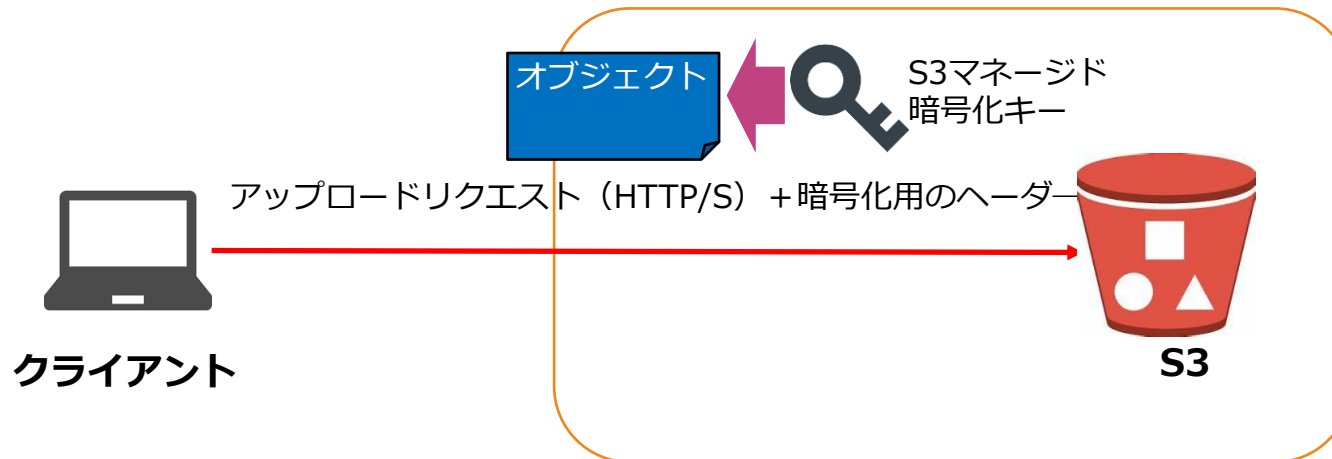 オブジェクト
S3マネージド
暗号化キー
アップロードリクエスト（HTTP/S）＋暗号化用のヘーダー
クライアント
S3